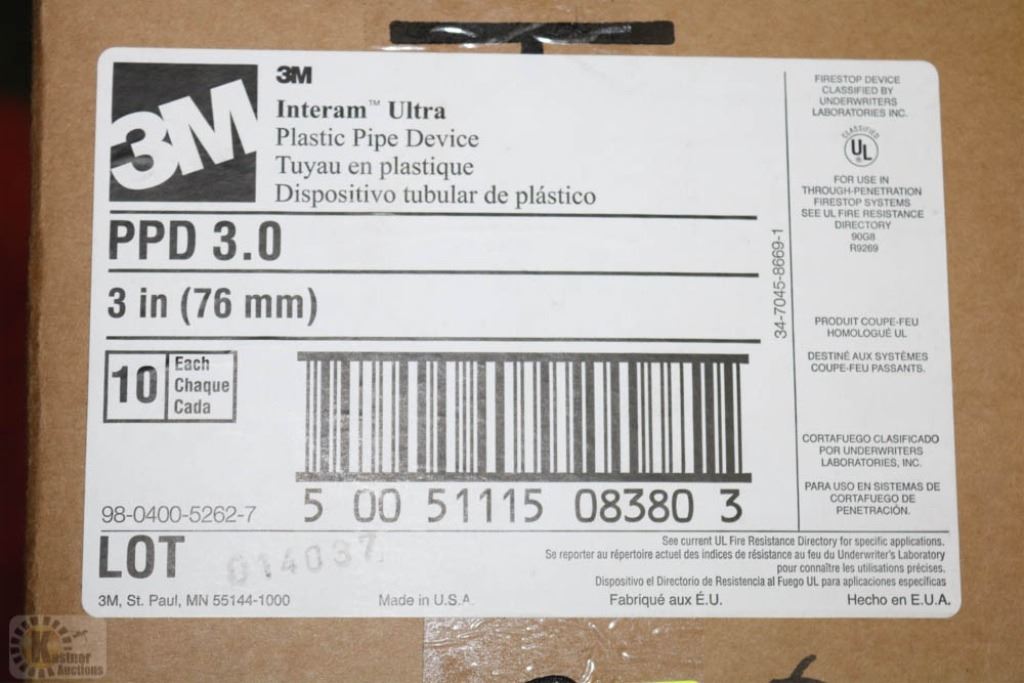 3M
3M
Interam™ Ultra
Plastic Pipe Device
Tuyau en plastique
Dispositivo tubular de plástico
PPD 3.0
3 in (76 mm)
10
Each
Chaque
Cada
5 00 51115 08380 3
98-0400-5262-7
34-7045-8669-1
FIRESTOP DEVICE
CLASSIFIED BY
UNDERWRITERS
LABORATORIES INC.
CLASSIFIED
UL
FOR USE IN
THROUGH-PENETRATION
FIRESTOP SYSTEMS
SEE UL FIRE RESISTANCE
DIRECTORY
90G8
R9269
PRODUIT COUPE-FEU
HOMOLOGUÉ UL
DESTINÉ AUX SYSTÈMES
COUPE-FEU PASSANTS.
CORTAFUEGO CLASIFICADO
POR UNDERWRITERS
LABORATORIES, INC.
PARA USO EN SISTEMAS DE
CORTAFUEGO DE
PENETRACIÓN.
LOT 014037
See current UL Fire Resistance Directory for specific applications.
Se reporter au répertoire actuel des indices de résistance au feu du Underwriter's Laboratory
pour connaître les utilisations précises.
Dispositivo el Directorio de Resistencia al Fuego UL para aplicaciones específicas
3M, St. Paul, MN 55144-1000
Made in U.S.A.
Fabriqué aux É.U.
Hecho en E.U.A.
Kastner
Auctions